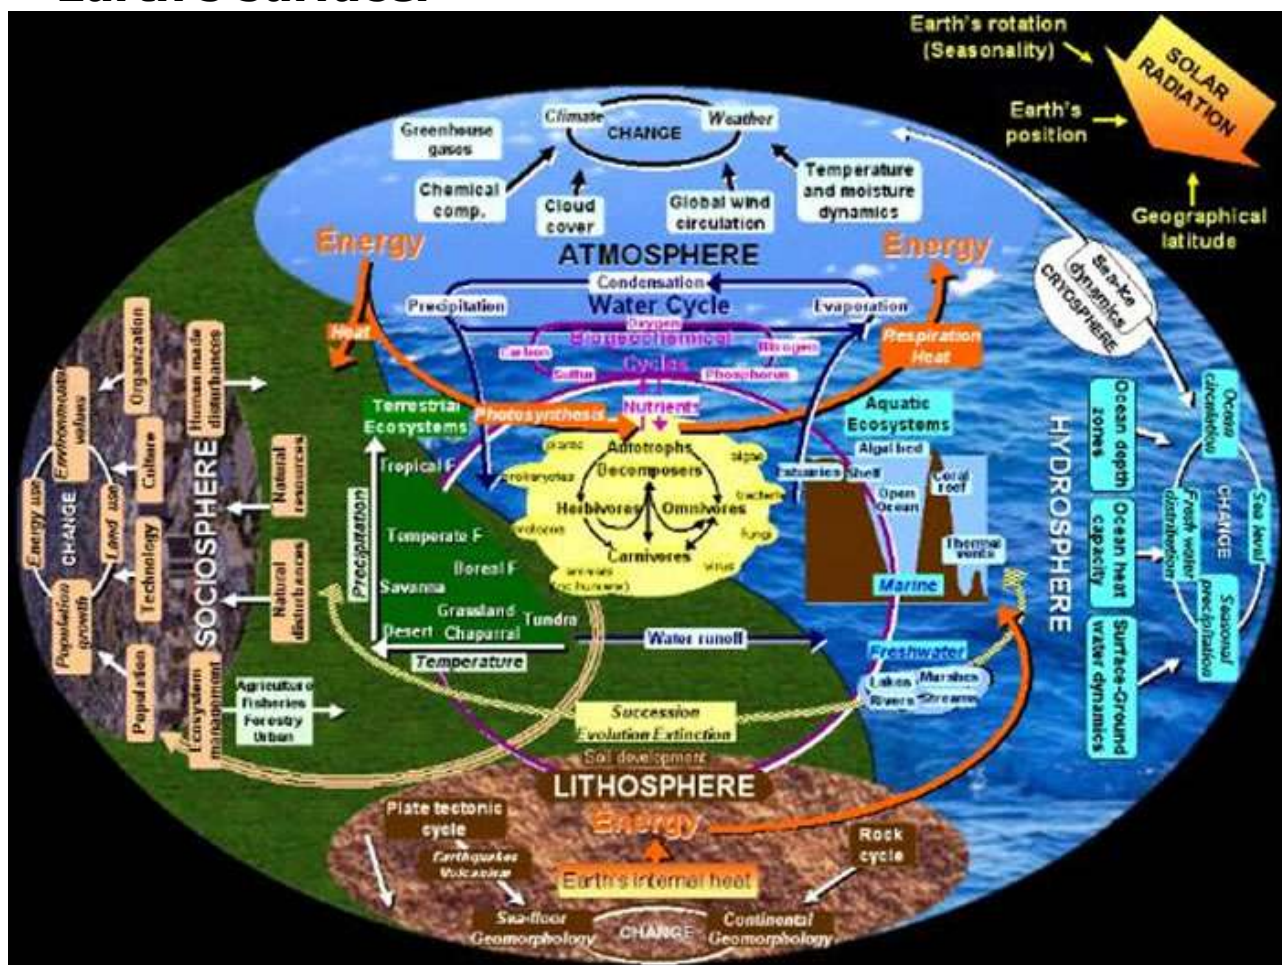 Earth's rotation
(Seasonality)
SOLAR
RADIATION
Earth's
position
Geographical
latitude
Climate
CHANGE
Weather
Greenhouse
gases
Chemical
comp.
Cloud
cover
Global wind
circulation
Temperature
and moisture
dynamics
Energy
ATMOSPHERE
Energy
Condensation
Precipitation
Water Cycle
Evaporation
Heat
Oxygen
Biogeochemical
Cycles
Carbon
Nitrogen
Sulfur
Phosphorus
Respiration
Heat
Sea-ice
dynamics
CRYOSPHERE
Terrestrial
Ecosystems
Photosynthesis
Nutrients
Aquatic
Ecosystems
Tropical F
Temperate F
Boreal F
Savanna
Grassland
Tundra
Desert
Chaparral
Precipitation
Temperature
plants
algae
prokaryotes
bacteria
protozoa
fungi
animals
(inc humans)
virus
Autotrophs
Decomposers
Herbivores
Omnivores
Carnivores
Algal bed
Estuaries
Shelf
Coral
reef
Open
Ocean
Thermal
vents
Marine
Water runoff
Freshwater
Lakes
Marshes
Rivers
Streams
HYDROSPHERE
Ocean depth
zones
Ocean heat
capacity
Surface-Ground
water dynamics
Ocean
circulation
Sea level
CHANGE
Fresh water
distribution
Seasonal
precipitation
SOCIOSPHERE
Organization
Human made
disturbances
Environmental
values
Culture
Natural
resources
Energy use
CHANGE
Land use
Technology
Natural
disturbances
Population
growth
Population
Ecosystem
management
Agriculture
Fisheries
Forestry
Urban
Succession
Evolution Extinction
Soil development
LITHOSPHERE
Energy
Plate tectonic
cycle
Earthquakes
Volcanism
Rock
cycle
Earth's internal heat
Sea-floor
Geomorphology
CHANGE
Continental
Geomorphology